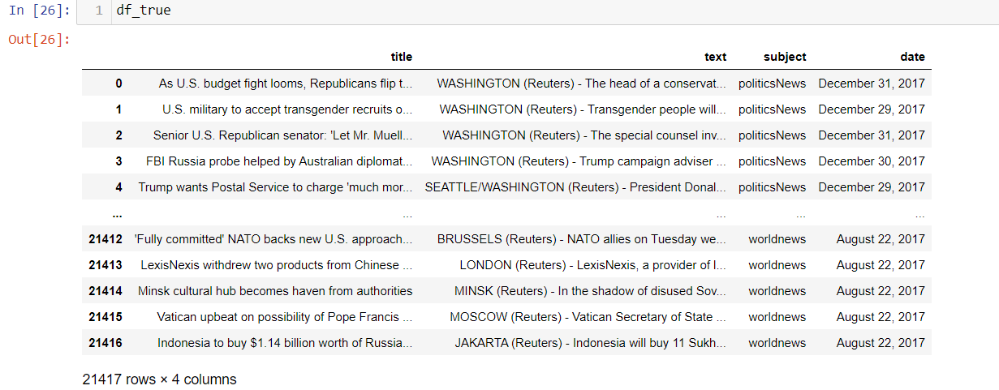 In [26]: 1 df_true
Out[26]:
title text subject date
0 As U.S. budget fight looms, Republicans flip t... WASHINGTON (Reuters) - The head of a conservat... politicsNews December 31, 2017
1 U.S. military to accept transgender recruits o... WASHINGTON (Reuters) - Transgender people will... politicsNews December 29, 2017
2 Senior U.S. Republican senator: 'Let Mr. Muell... WASHINGTON (Reuters) - The special counsel inv... politicsNews December 31, 2017
3 FBI Russia probe helped by Australian diplomat... WASHINGTON (Reuters) - Trump campaign adviser ... politicsNews December 30, 2017
4 Trump wants Postal Service to charge 'much mor... SEATTLE/WASHINGTON (Reuters) - President Donal... politicsNews December 29, 2017
... ... ... ... ...
21412 'Fully committed' NATO backs new U.S. approach... BRUSSELS (Reuters) - NATO allies on Tuesday we... worldnews August 22, 2017
21413 LexisNexis withdrew two products from Chinese ... LONDON (Reuters) - LexisNexis, a provider of l... worldnews August 22, 2017
21414 Minsk cultural hub becomes haven from authorities MINSK (Reuters) - In the shadow of disused Sov... worldnews August 22, 2017
21415 Vatican upbeat on possibility of Pope Francis ... MOSCOW (Reuters) - Vatican Secretary of State ... worldnews August 22, 2017
21416 Indonesia to buy $1.14 billion worth of Russia... JAKARTA (Reuters) - Indonesia will buy 11 Sukh... worldnews August 22, 2017
21417 rows × 4 columns